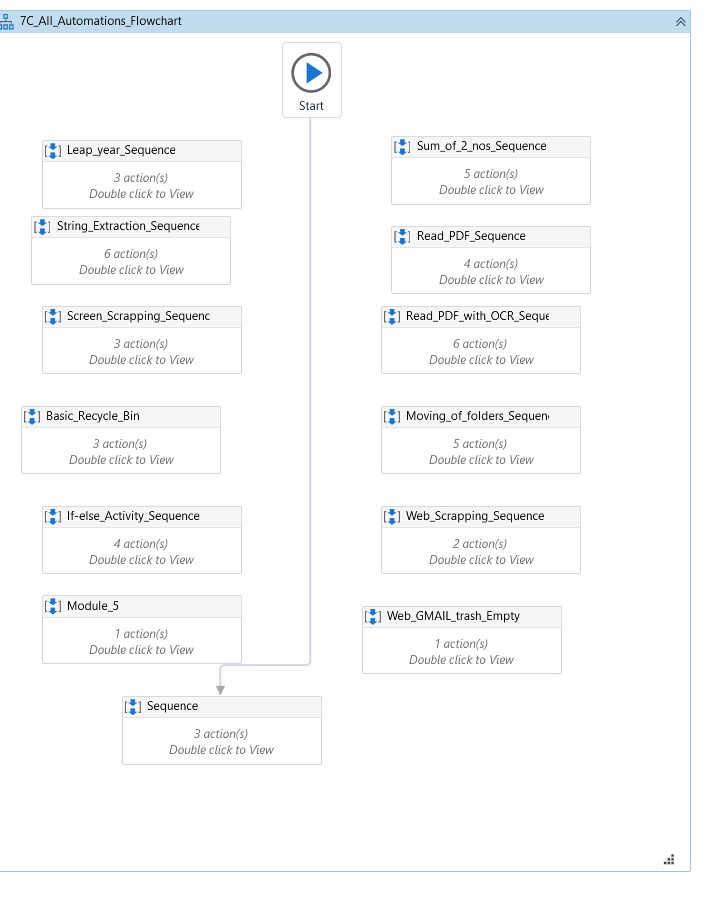 7C_All_Automations_Flowchart
Start
Leap_year_Sequence
3 action(s)
Double click to View
Sum_of_2_nos_Sequence
5 action(s)
Double click to View
String_Extraction_Sequence
6 action(s)
Double click to View
Read_PDF_Sequence
4 action(s)
Double click to View
Screen_Scrapping_Sequenc
3 action(s)
Double click to View
Read_PDF_with_OCR_Seque
6 action(s)
Double click to View
Basic_Recycle_Bin
3 action(s)
Double click to View
Moving_of_folders_Sequen
5 action(s)
Double click to View
If-else_Activity_Sequence
4 action(s)
Double click to View
Web_Scrapping_Sequence
2 action(s)
Double click to View
Module_5
1 action(s)
Double click to View
Web_GMAIL_trash_Empty
1 action(s)
Double click to View
Sequence
3 action(s)
Double click to View